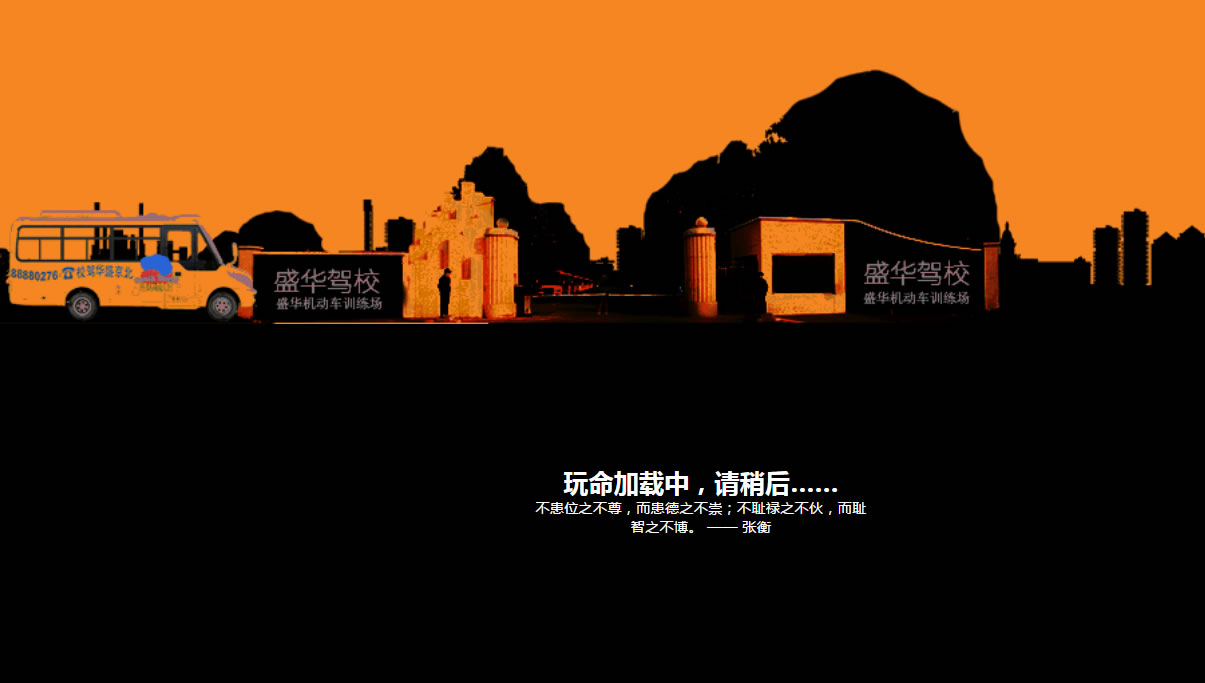 88880276 ☎ 校驾华盛京北
盛华驾校
盛华机动车训练场
盛华驾校
盛华机动车训练场
玩命加载中，请稍后......
不患位之不尊，而患德之不崇；不耻禄之不伙，而耻
智之不博。 —— 张衡